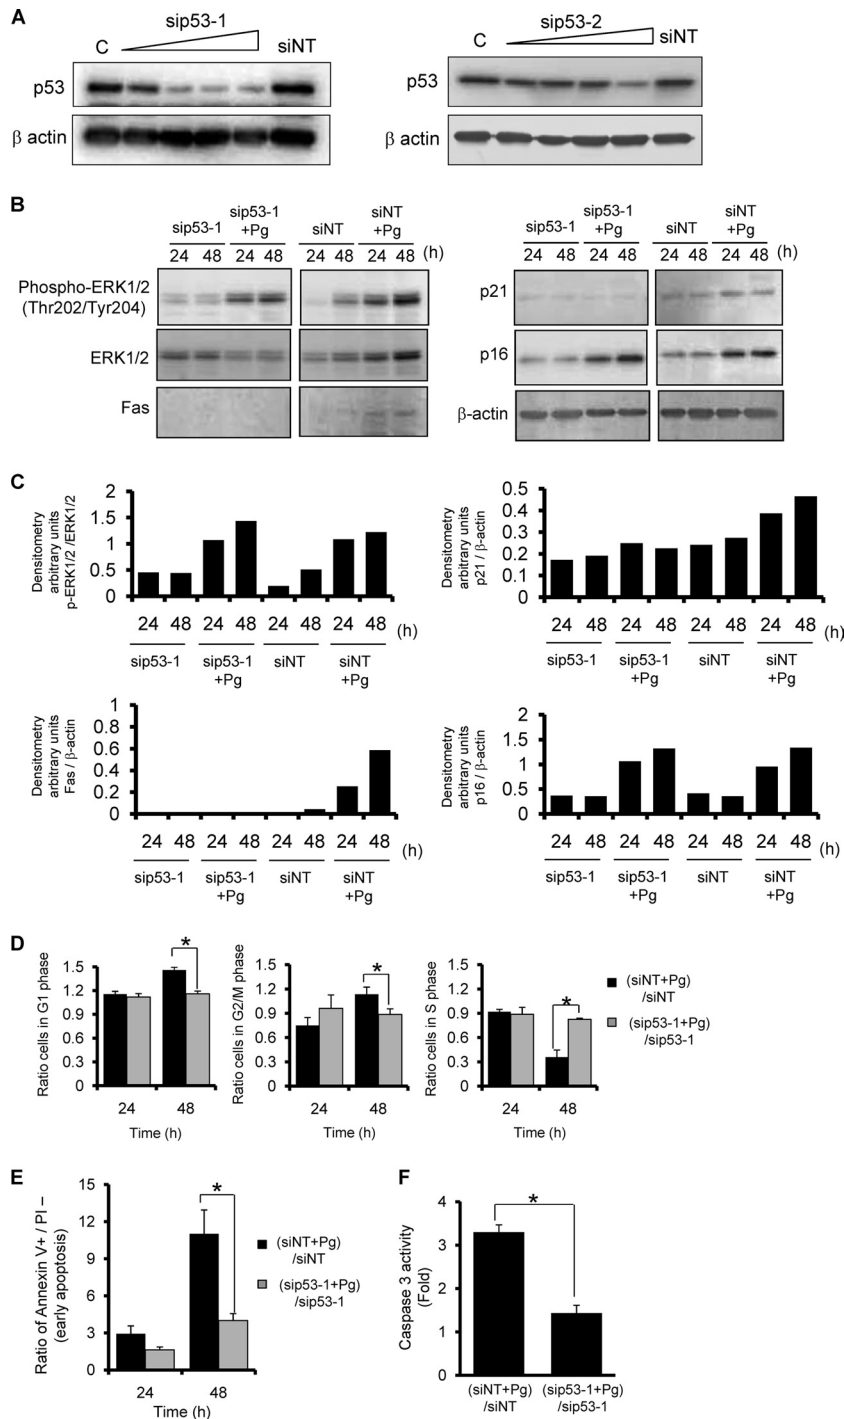 A
sip53-1
C
siNT
p53
β actin
sip53-2
C
siNT
p53
β actin
B
sip53-1
sip53-1
+Pg
siNT
siNT
+Pg
24 48 24 48 24 48 24 48 (h)
Phospho-ERK1/2
(Thr202/Tyr204)
ERK1/2
Fas
sip53-1
sip53-1
+Pg
siNT
siNT
+Pg
24 48 24 48 24 48 24 48 (h)
p21
p16
β-actin
C
Densitometry
arbitrary units
p-ERK1/2 /ERK1/2
2
1.5
1
0.5
0
24 48 24 48 24 48 24 48 (h)
sip53-1
sip53-1
+Pg
siNT
siNT
+Pg
Densitometry
arbitrary units
p21 / β-actin
0.5
0.4
0.3
0.2
0.1
0
24 48 24 48 24 48 24 48 (h)
sip53-1
sip53-1
+Pg
siNT
siNT
+Pg
Densitometry
arbitrary units
Fas / β-actin
1
0.8
0.6
0.4
0.2
0
24 48 24 48 24 48 24 48 (h)
sip53-1
sip53-1
+Pg
siNT
siNT
+Pg
Densitometry
arbitrary units
p16 / β-actin
2
1.5
1
0.5
0
24 48 24 48 24 48 24 48 (h)
sip53-1
sip53-1
+Pg
siNT
siNT
+Pg
D
Ratio cells in G1 phase
1.5
1.2
0.9
0.6
0.3
0
*
24 48
Time (h)
Ratio cells in G2/M phase
1.5
1.2
0.9
0.6
0.3
0
*
24 48
Time (h)
Ratio cells in S phase
1.5
1.2
0.9
0.6
0.3
0
*
24 48
Time (h)
(siNT+Pg)
/siNT
(sip53-1+Pg)
/sip53-1
E
Ratio of Annexin V+ / PI –
(early apoptosis)
15
12
9
6
3
0
*
24 48
Time (h)
(siNT+Pg)
/siNT
(sip53-1+Pg)
/sip53-1
F
Caspase 3 activity
(Fold)
4
3
2
1
0
*
(siNT+Pg)
/siNT
(sip53-1+Pg)
/sip53-1